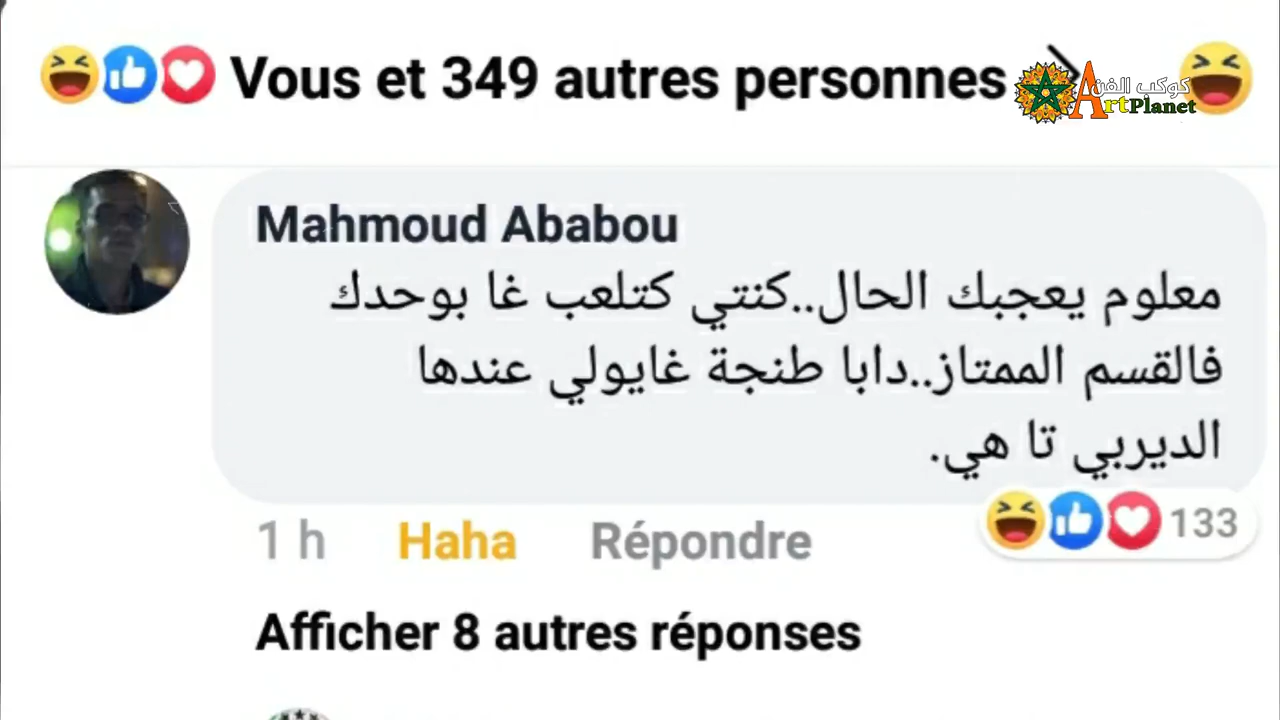 Vous et 349 autres personnes
كوكب الفن
ArtPlanet
Mahmoud Ababou
معلوم يعجبك الحال..كنتي كتلعب غا بوحدك
فالقسم الممتاز..دابا طنجة غايولي عندها
الديربي تا هي.
133
1 h Haha Répondre
Afficher 8 autres réponses